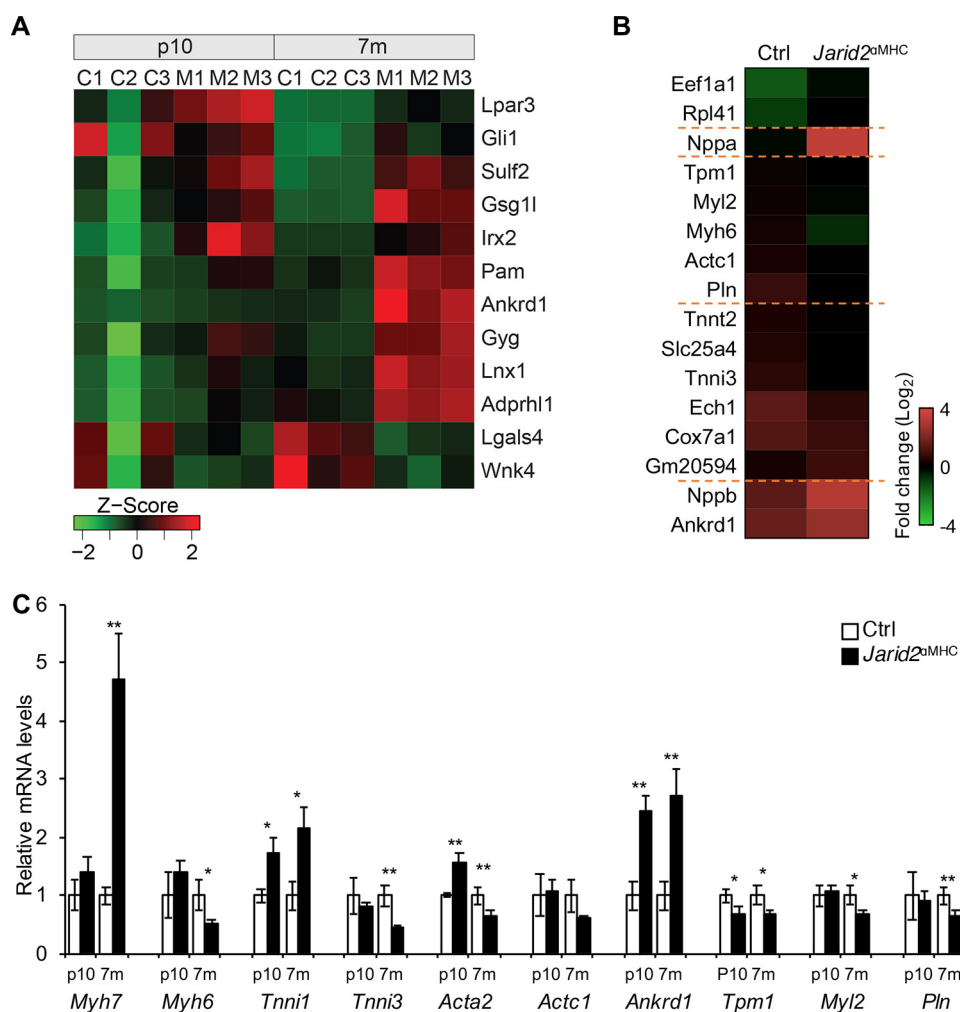 A
p10 7m
C1 C2 C3 M1 M2 M3 C1 C2 C3 M1 M2 M3
Lpar3
Gli1
Sulf2
Gsg1l
Irx2
Pam
Ankrd1
Gyg
Lnx1
Adprhl1
Lgals4
Wnk4
Z-Score
−2 0 2
B
Ctrl Jarid2αMHC
Eef1a1
Rpl41
Nppa
Tpm1
Myl2
Myh6
Actc1
Pln
Tnnt2
Slc25a4
Tnni3
Ech1
Cox7a1
Gm20594
Nppb
Ankrd1
Fold change (Log2)
4
0
-4
C
Relative mRNA levels
6
5
4
3
2
1
0
Ctrl
Jarid2αMHC
**
*
* *
**
** **
** **
* *
*
**
p10 7m p10 7m p10 7m p10 7m p10 7m p10 7m p10 7m P10 7m p10 7m p10 7m
Myh7 Myh6 Tnni1 Tnni3 Acta2 Actc1 Ankrd1 Tpm1 Myl2 Pln